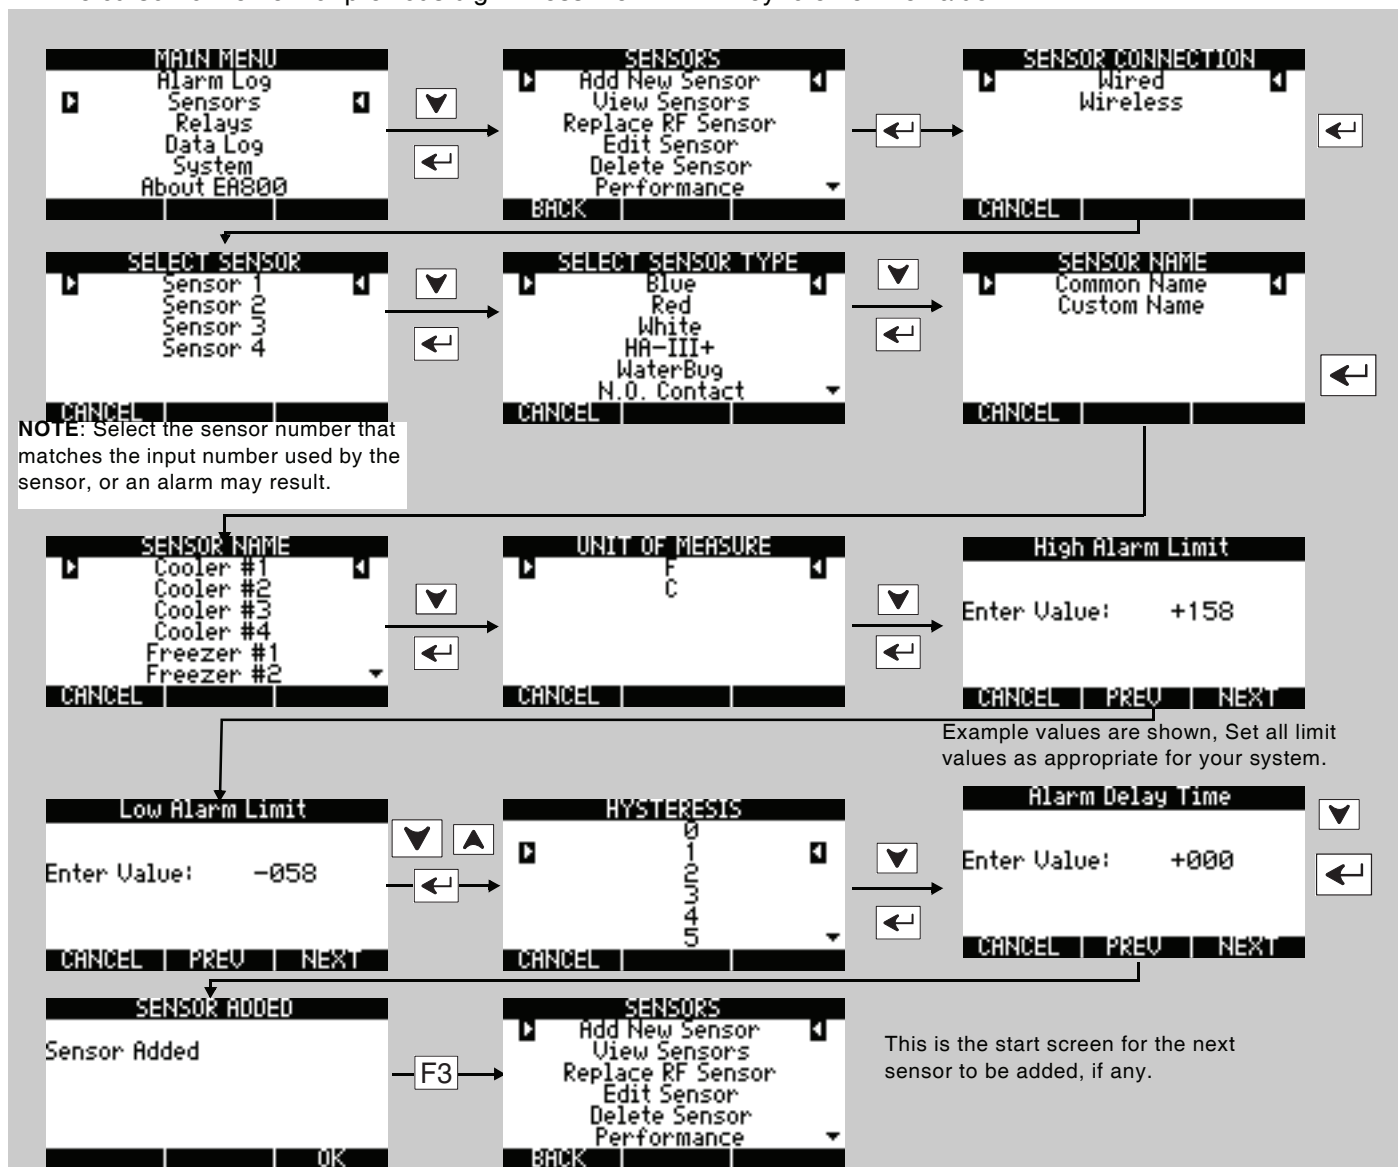 MAIN MENU
Alarm Log
Sensors
Relays
Data Log
System
About EA800
SENSORS
Add New Sensor
View Sensors
Replace RF Sensor
Edit Sensor
Delete Sensor
Performance
BACK
SENSOR CONNECTION
Wired
Wireless
CANCEL
SELECT SENSOR
Sensor 1
Sensor 2
Sensor 3
Sensor 4
CANCEL
SELECT SENSOR TYPE
Blue
Red
White
HA-III+
WaterBug
N.O. Contact
CANCEL
SENSOR NAME
Common Name
Custom Name
CANCEL
NOTE: Select the sensor number that
matches the input number used by the
sensor, or an alarm may result.
SENSOR NAME
Cooler #1
Cooler #2
Cooler #3
Cooler #4
Freezer #1
Freezer #2
CANCEL
UNIT OF MEASURE
F
C
CANCEL
High Alarm Limit
Enter Value: +158
CANCEL PREV NEXT
Example values are shown, Set all limit
values as appropriate for your system.
Low Alarm Limit
Enter Value: -058
CANCEL PREV NEXT
HYSTERESIS
0
1
2
3
4
5
CANCEL
Alarm Delay Time
Enter Value: +000
CANCEL PREV NEXT
SENSOR ADDED
Sensor Added
OK
F3
SENSORS
Add New Sensor
View Sensors
Replace RF Sensor
Edit Sensor
Delete Sensor
Performance
BACK
This is the start screen for the next
sensor to be added, if any.